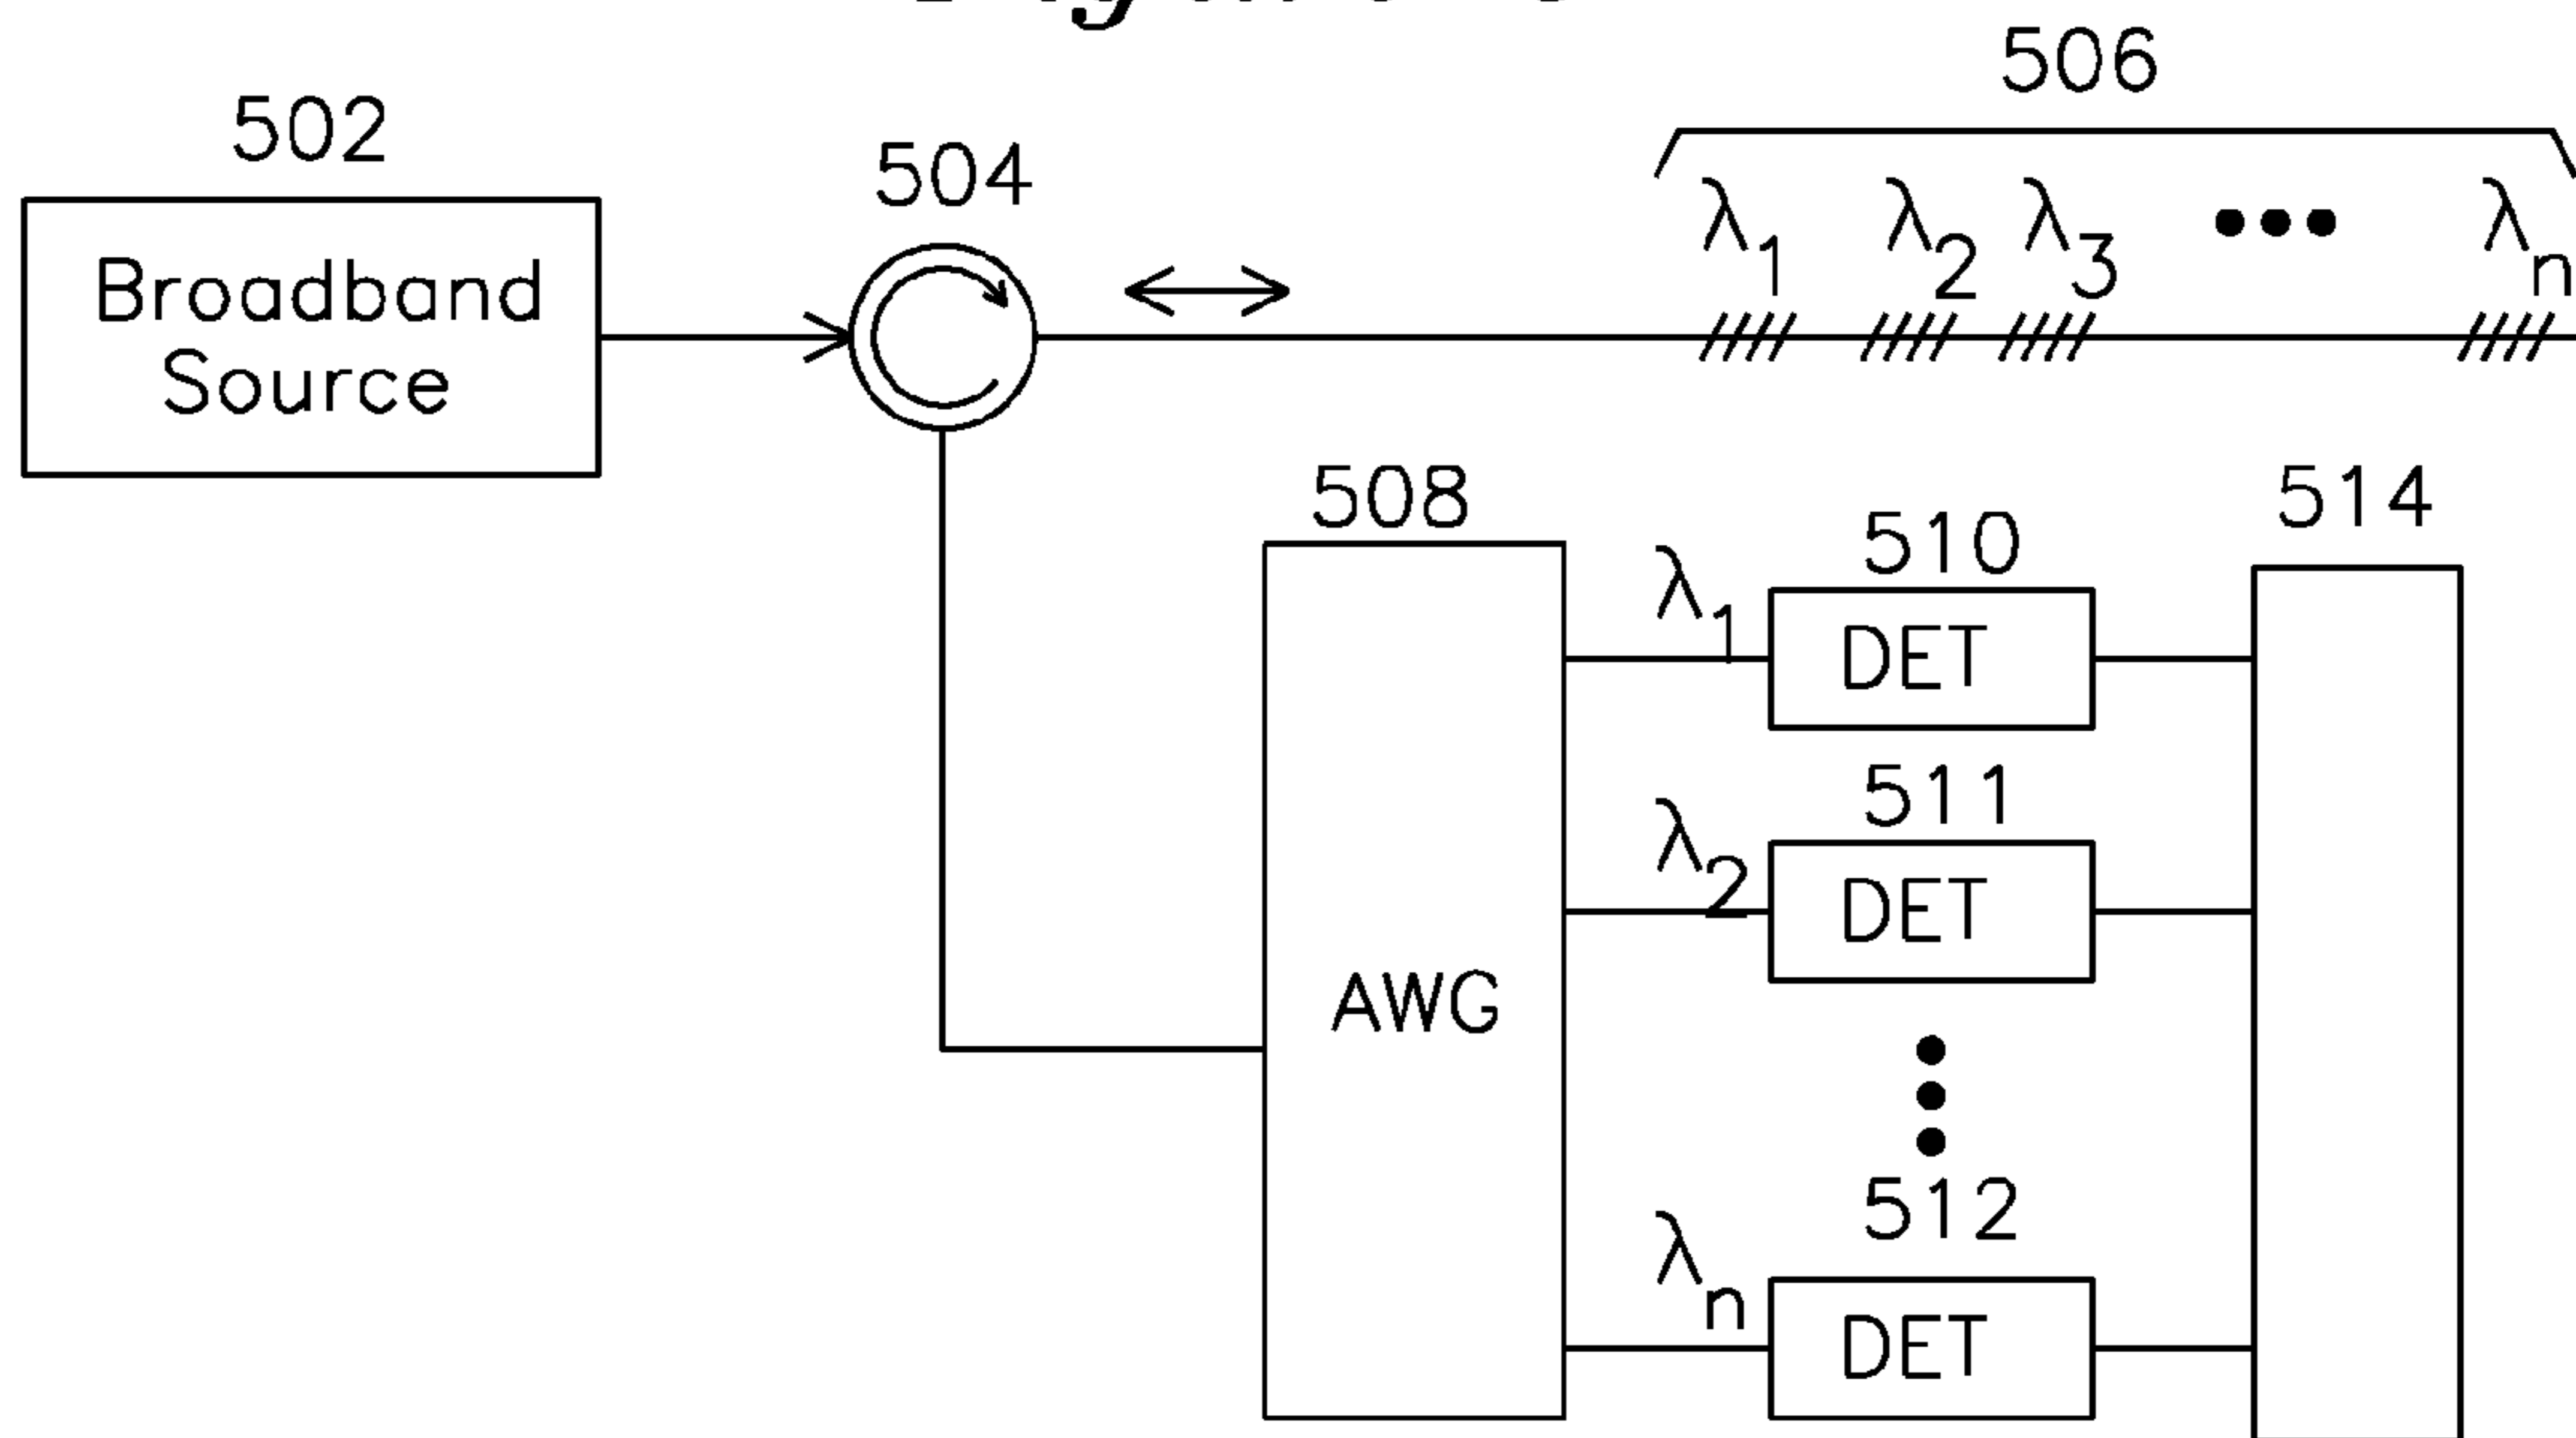 506
502
504
λ1 λ2 λ3 ••• λn
Broadband
Source
508
514
510
λ1
DET
511
λ2
DET
AWG
512
λn
DET